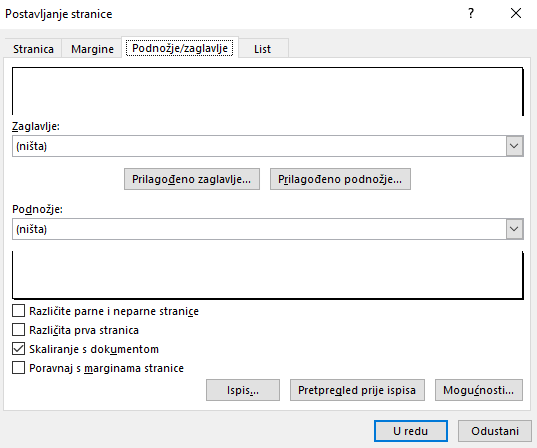 Postavljanje stranice ?
Stranica Margine Podnožje/zaglavlje List
Zaglavlje:
(ništa)
Prilagođeno zaglavlje... Prilagođeno podnožje...
Podnožje:
(ništa)
Različite parne i neparne stranice
Različita prva stranica
Skaliranje s dokumentom
Poravnaj s marginama stranice
Ispis... Pretpregled prije ispisa Mogućnosti...
U redu Odustani